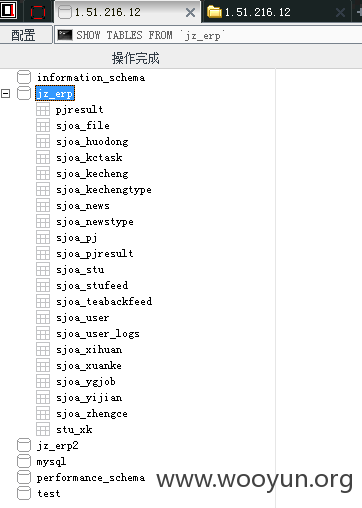 1.51.216.12
1.51.216.12
配置
SHOW TABLES FROM `jz_erp`
操作完成
information_schema
jz_erp
pjresult
sjoa_file
sjoa_huodong
sjoa_kctask
sjoa_kecheng
sjoa_kechengtype
sjoa_news
sjoa_newstype
sjoa_pj
sjoa_pjresult
sjoa_stu
sjoa_stufeed
sjoa_teabackfeed
sjoa_user
sjoa_user_logs
sjoa_xihuan
sjoa_xuanke
sjoa_ygjob
sjoa_yijian
sjoa_zhengce
stu_xk
jz_erp2
mysql
performance_schema
test
www.wooyun.org